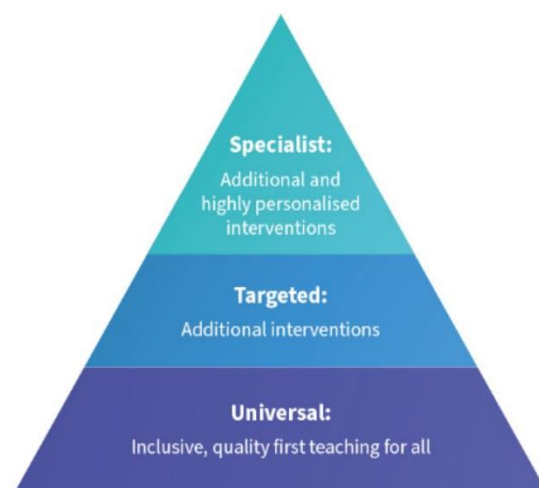 Specialist:
Additional and
highly personalised
interventions
Targeted:
Additional interventions
Universal:
Inclusive, quality first teaching for all